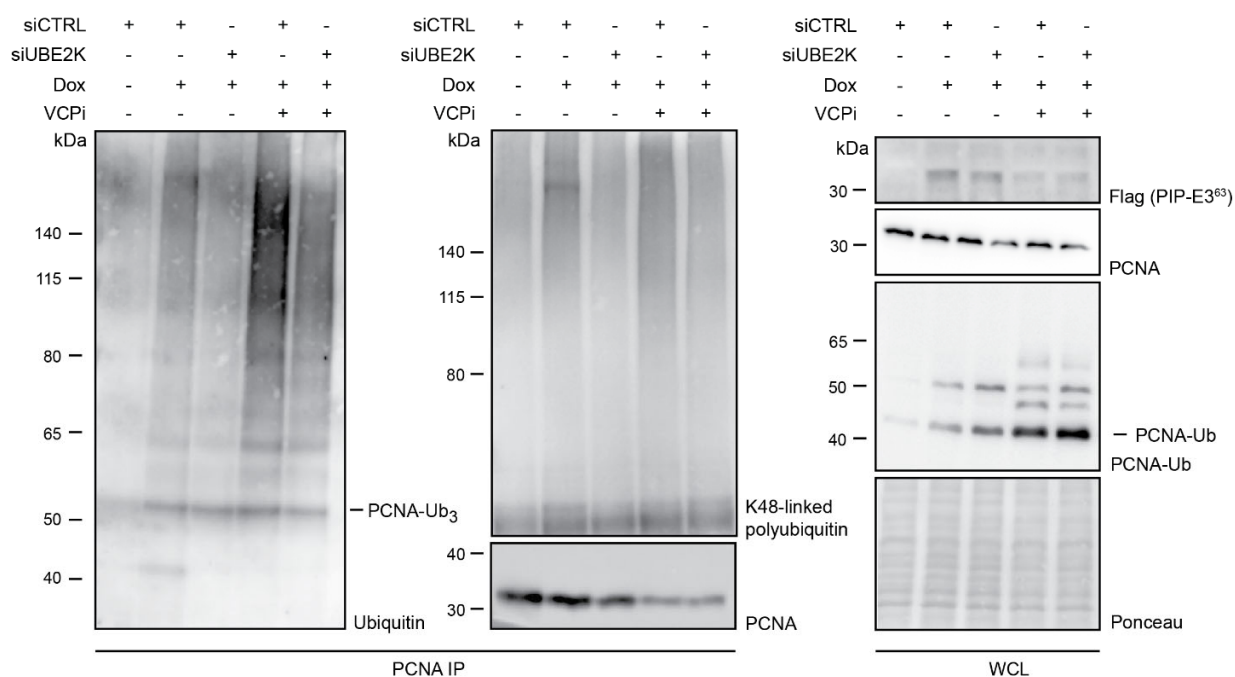 siCTRL + + - + -
siUBE2K - - + - +
Dox - + + + +
VCPi - - - + +
kDa
140
115
80
65
50
40
PCNA-Ub3
Ubiquitin
siCTRL + + - + -
siUBE2K - - + - +
Dox - + + + +
VCPi - - - + +
kDa
140
115
80
K48-linked
polyubiquitin
40
30
PCNA
PCNA IP
siCTRL + + - + -
siUBE2K - - + - +
Dox - + + + +
VCPi - - - + +
kDa
30
Flag (PIP-E3⁶³)
30
PCNA
65
50
40
PCNA-Ub
PCNA-Ub
Ponceau
WCL